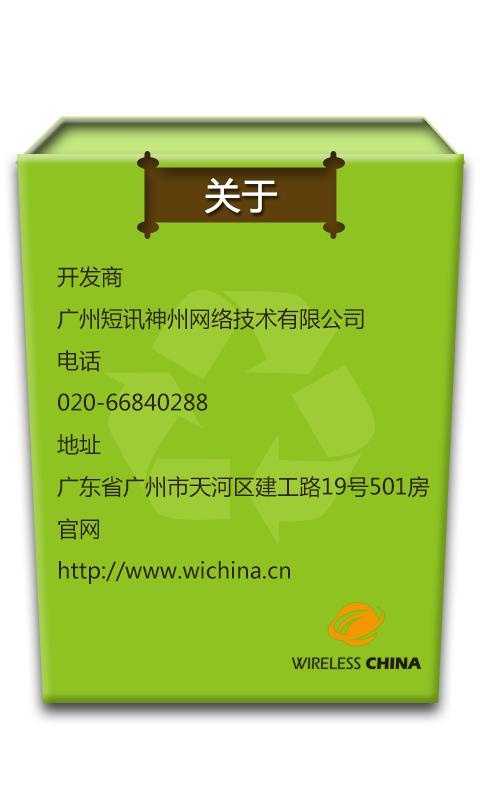 关于
开发商
广州短讯神州网络技术有限公司
电话
020-66840288
地址
广东省广州市天河区建工路19号501房
官网
http://www.wichina.cn
WIRELESS CHINA